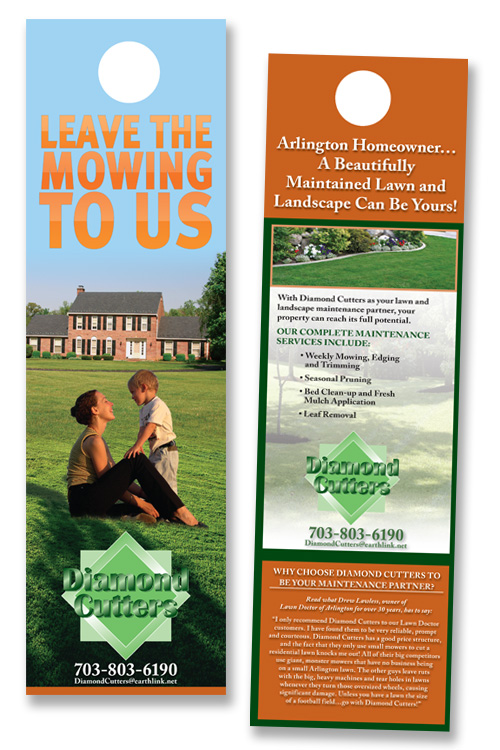 LEAVE THE
MOWING
TO US
Diamond
Cutters
703-803-6190
DiamondCutters@earthlink.net
Arlington Homeowner...
A Beautifully
Maintained Lawn and
Landscape Can Be Yours!
With Diamond Cutters as your lawn and
landscape maintenance partner, your
property can reach its full potential.
OUR COMPLETE MAINTENANCE
SERVICES INCLUDE:
• Weekly Mowing, Edging
and Trimming
• Seasonal Pruning
• Bed Clean-up and Fresh
Mulch Application
• Leaf Removal
Diamond
Cutters
703-803-6190
DiamondCutters@earthlink.net
WHY CHOOSE DIAMOND CUTTERS TO
BE YOUR MAINTENANCE PARTNER?
Read what Drew Lawless, owner of
Lawn Doctor of Arlington for over 30 years, has to say:
"I only recommend Diamond Cutters to our Lawn Doctor
customers. I have found them to be very reliable, prompt
and courteous. Diamond Cutters has a good price structure,
and the fact that they only use small mowers to cut a
residential lawn knocks me out! All of their big competitors
use giant, monster mowers that have no business being
on a small Arlington lawn. The other guys leave ruts
with the big, heavy machines and tear holes in lawns
whenever they turn those oversized wheels, causing
significant damage. Unless you have a lawn the size
of a football field…go with Diamond Cutters!"